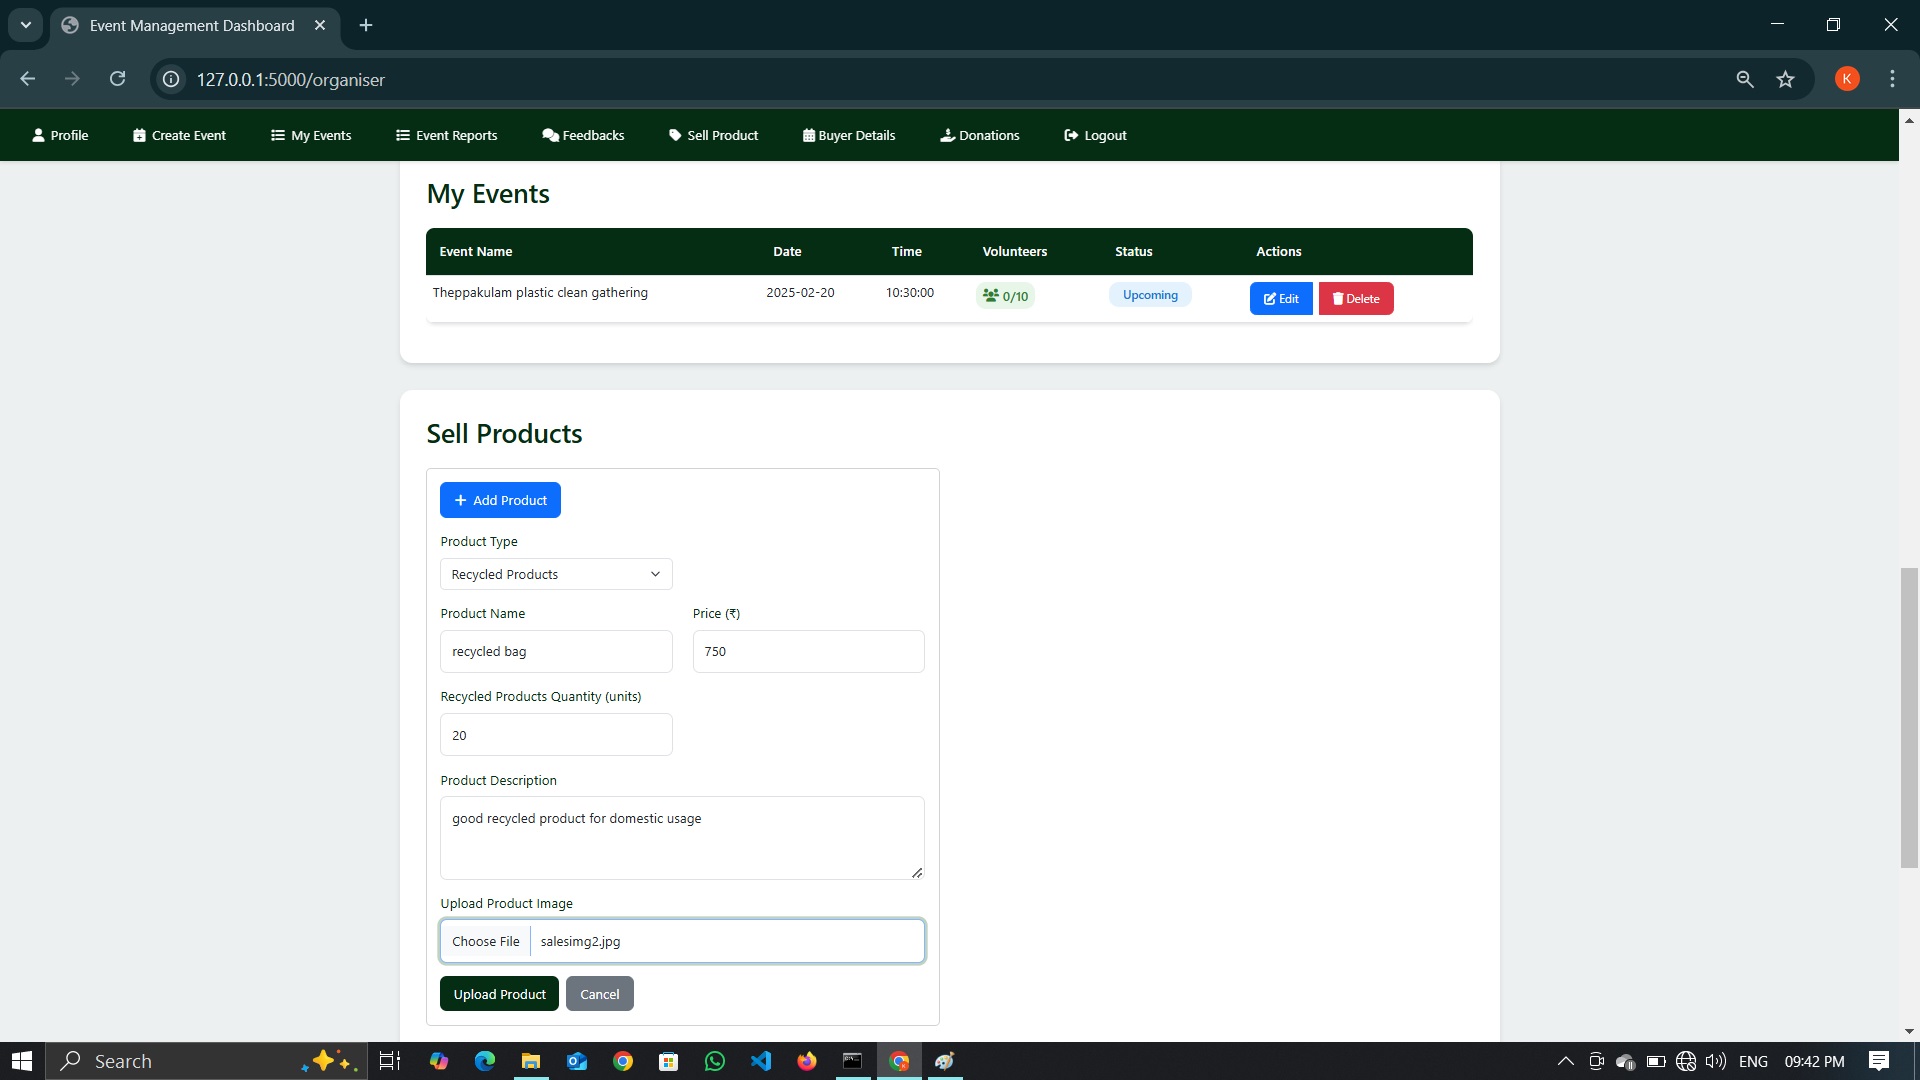 Event Management Dashboard
127.0.0.1:5000/organiser
K
Profile Create Event My Events Event Reports Feedbacks Sell Product Buyer Details Donations Logout
My Events
Event Name Date Time Volunteers Status Actions
Theppakulam plastic clean gathering 2025-02-20 10:30:00 0/10 Upcoming Edit Delete
Sell Products
+ Add Product
Product Type
Recycled Products
Product Name Price (₹)
recycled bag 750
Recycled Products Quantity (units)
20
Product Description
good recycled product for domestic usage
Upload Product Image
Choose File salesimg2.jpg
Upload Product Cancel
Search ENG 09:42 PM